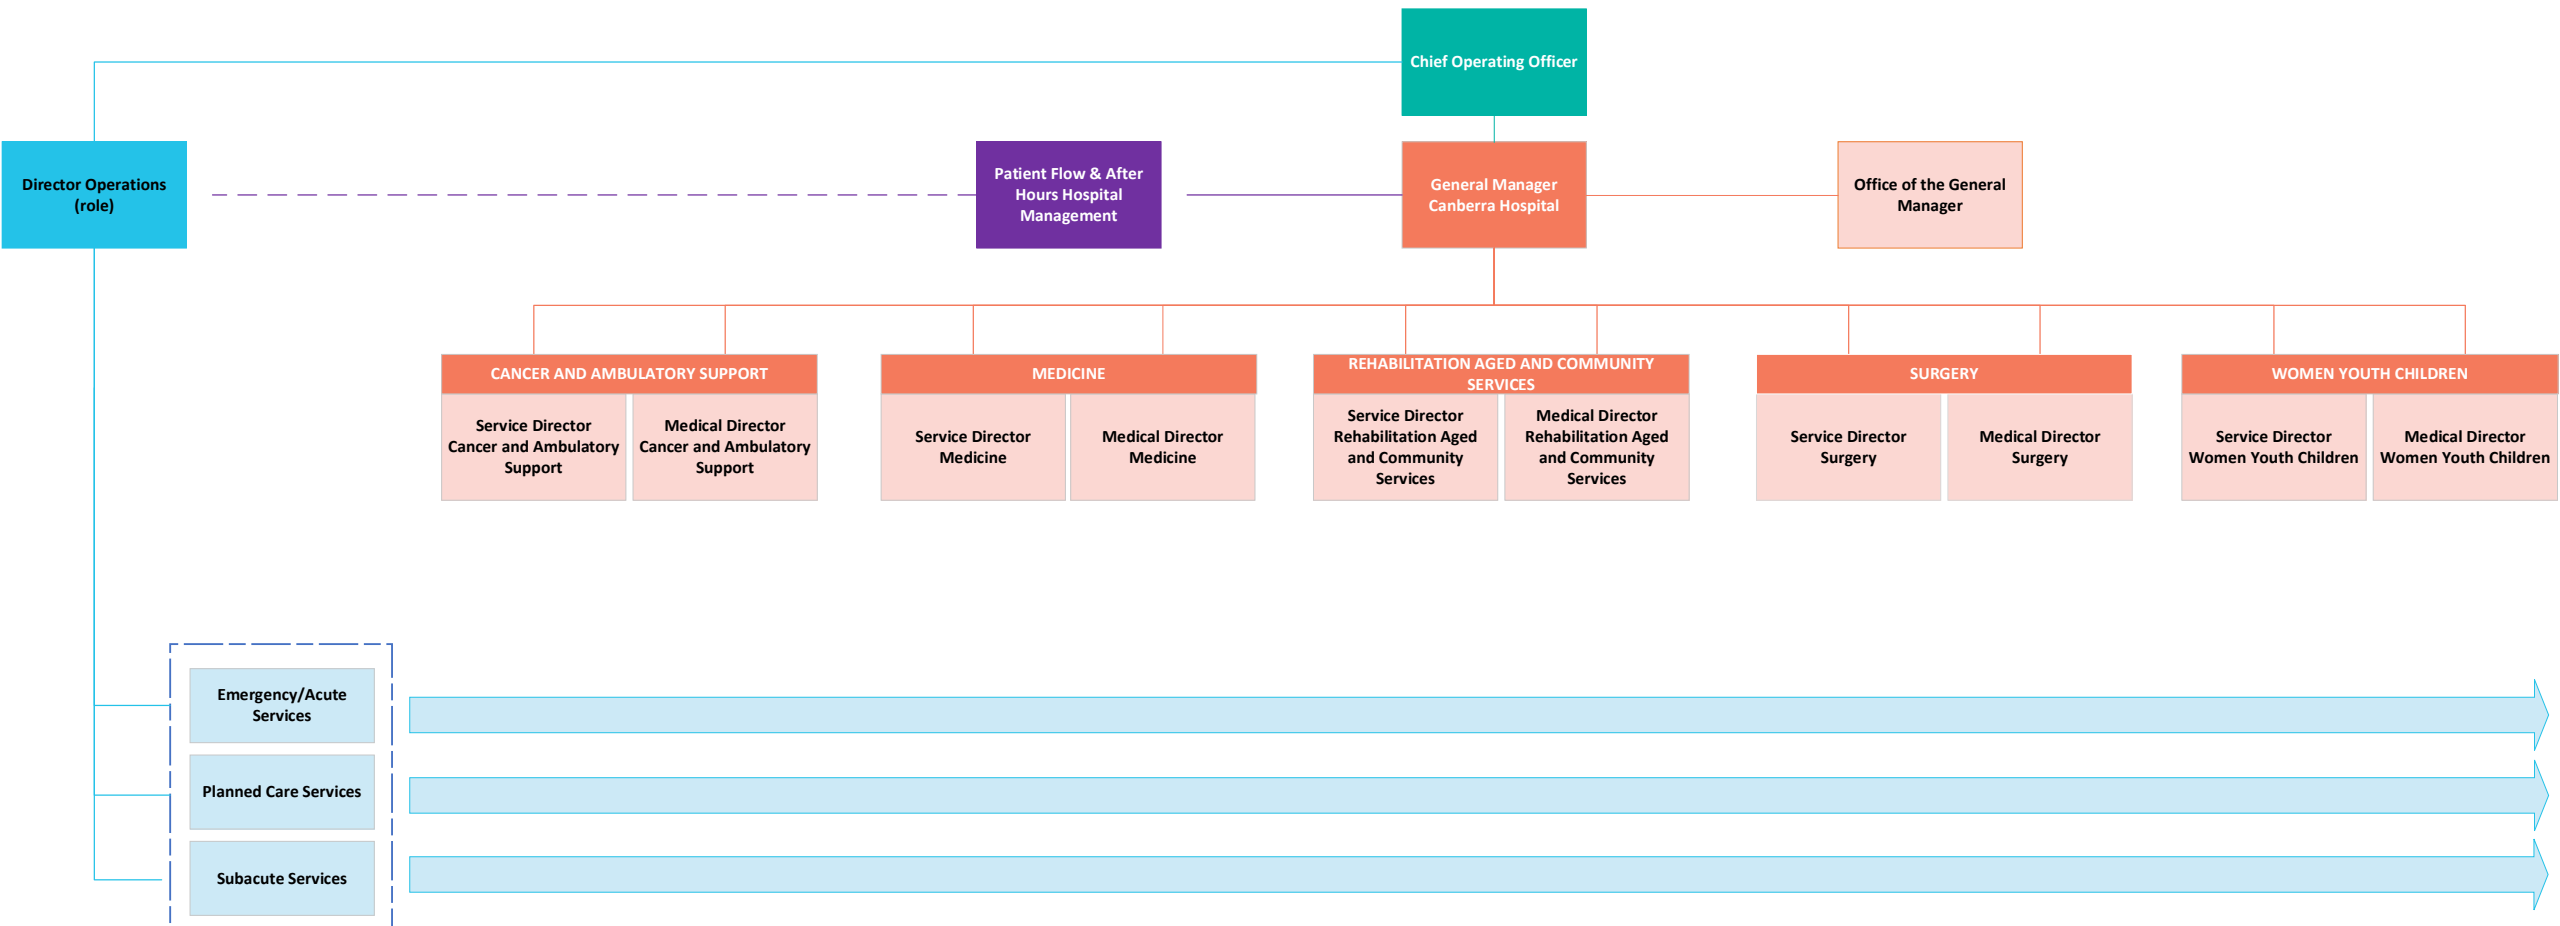 Chief Operating Officer
Director Operations
(role)
Patient Flow & After
Hours Hospital
Management
General Manager
Canberra Hospital
Office of the General
Manager
CANCER AND AMBULATORY SUPPORT
Service Director
Cancer and Ambulatory
Support
Medical Director
Cancer and Ambulatory
Support
MEDICINE
Service Director
Medicine
Medical Director
Medicine
REHABILITATION AGED AND COMMUNITY
SERVICES
Service Director
Rehabilitation Aged
and Community
Services
Medical Director
Rehabilitation Aged
and Community
Services
SURGERY
Service Director
Surgery
Medical Director
Surgery
WOMEN YOUTH CHILDREN
Service Director
Women Youth Children
Medical Director
Women Youth Children
Emergency/Acute
Services
Planned Care Services
Subacute Services